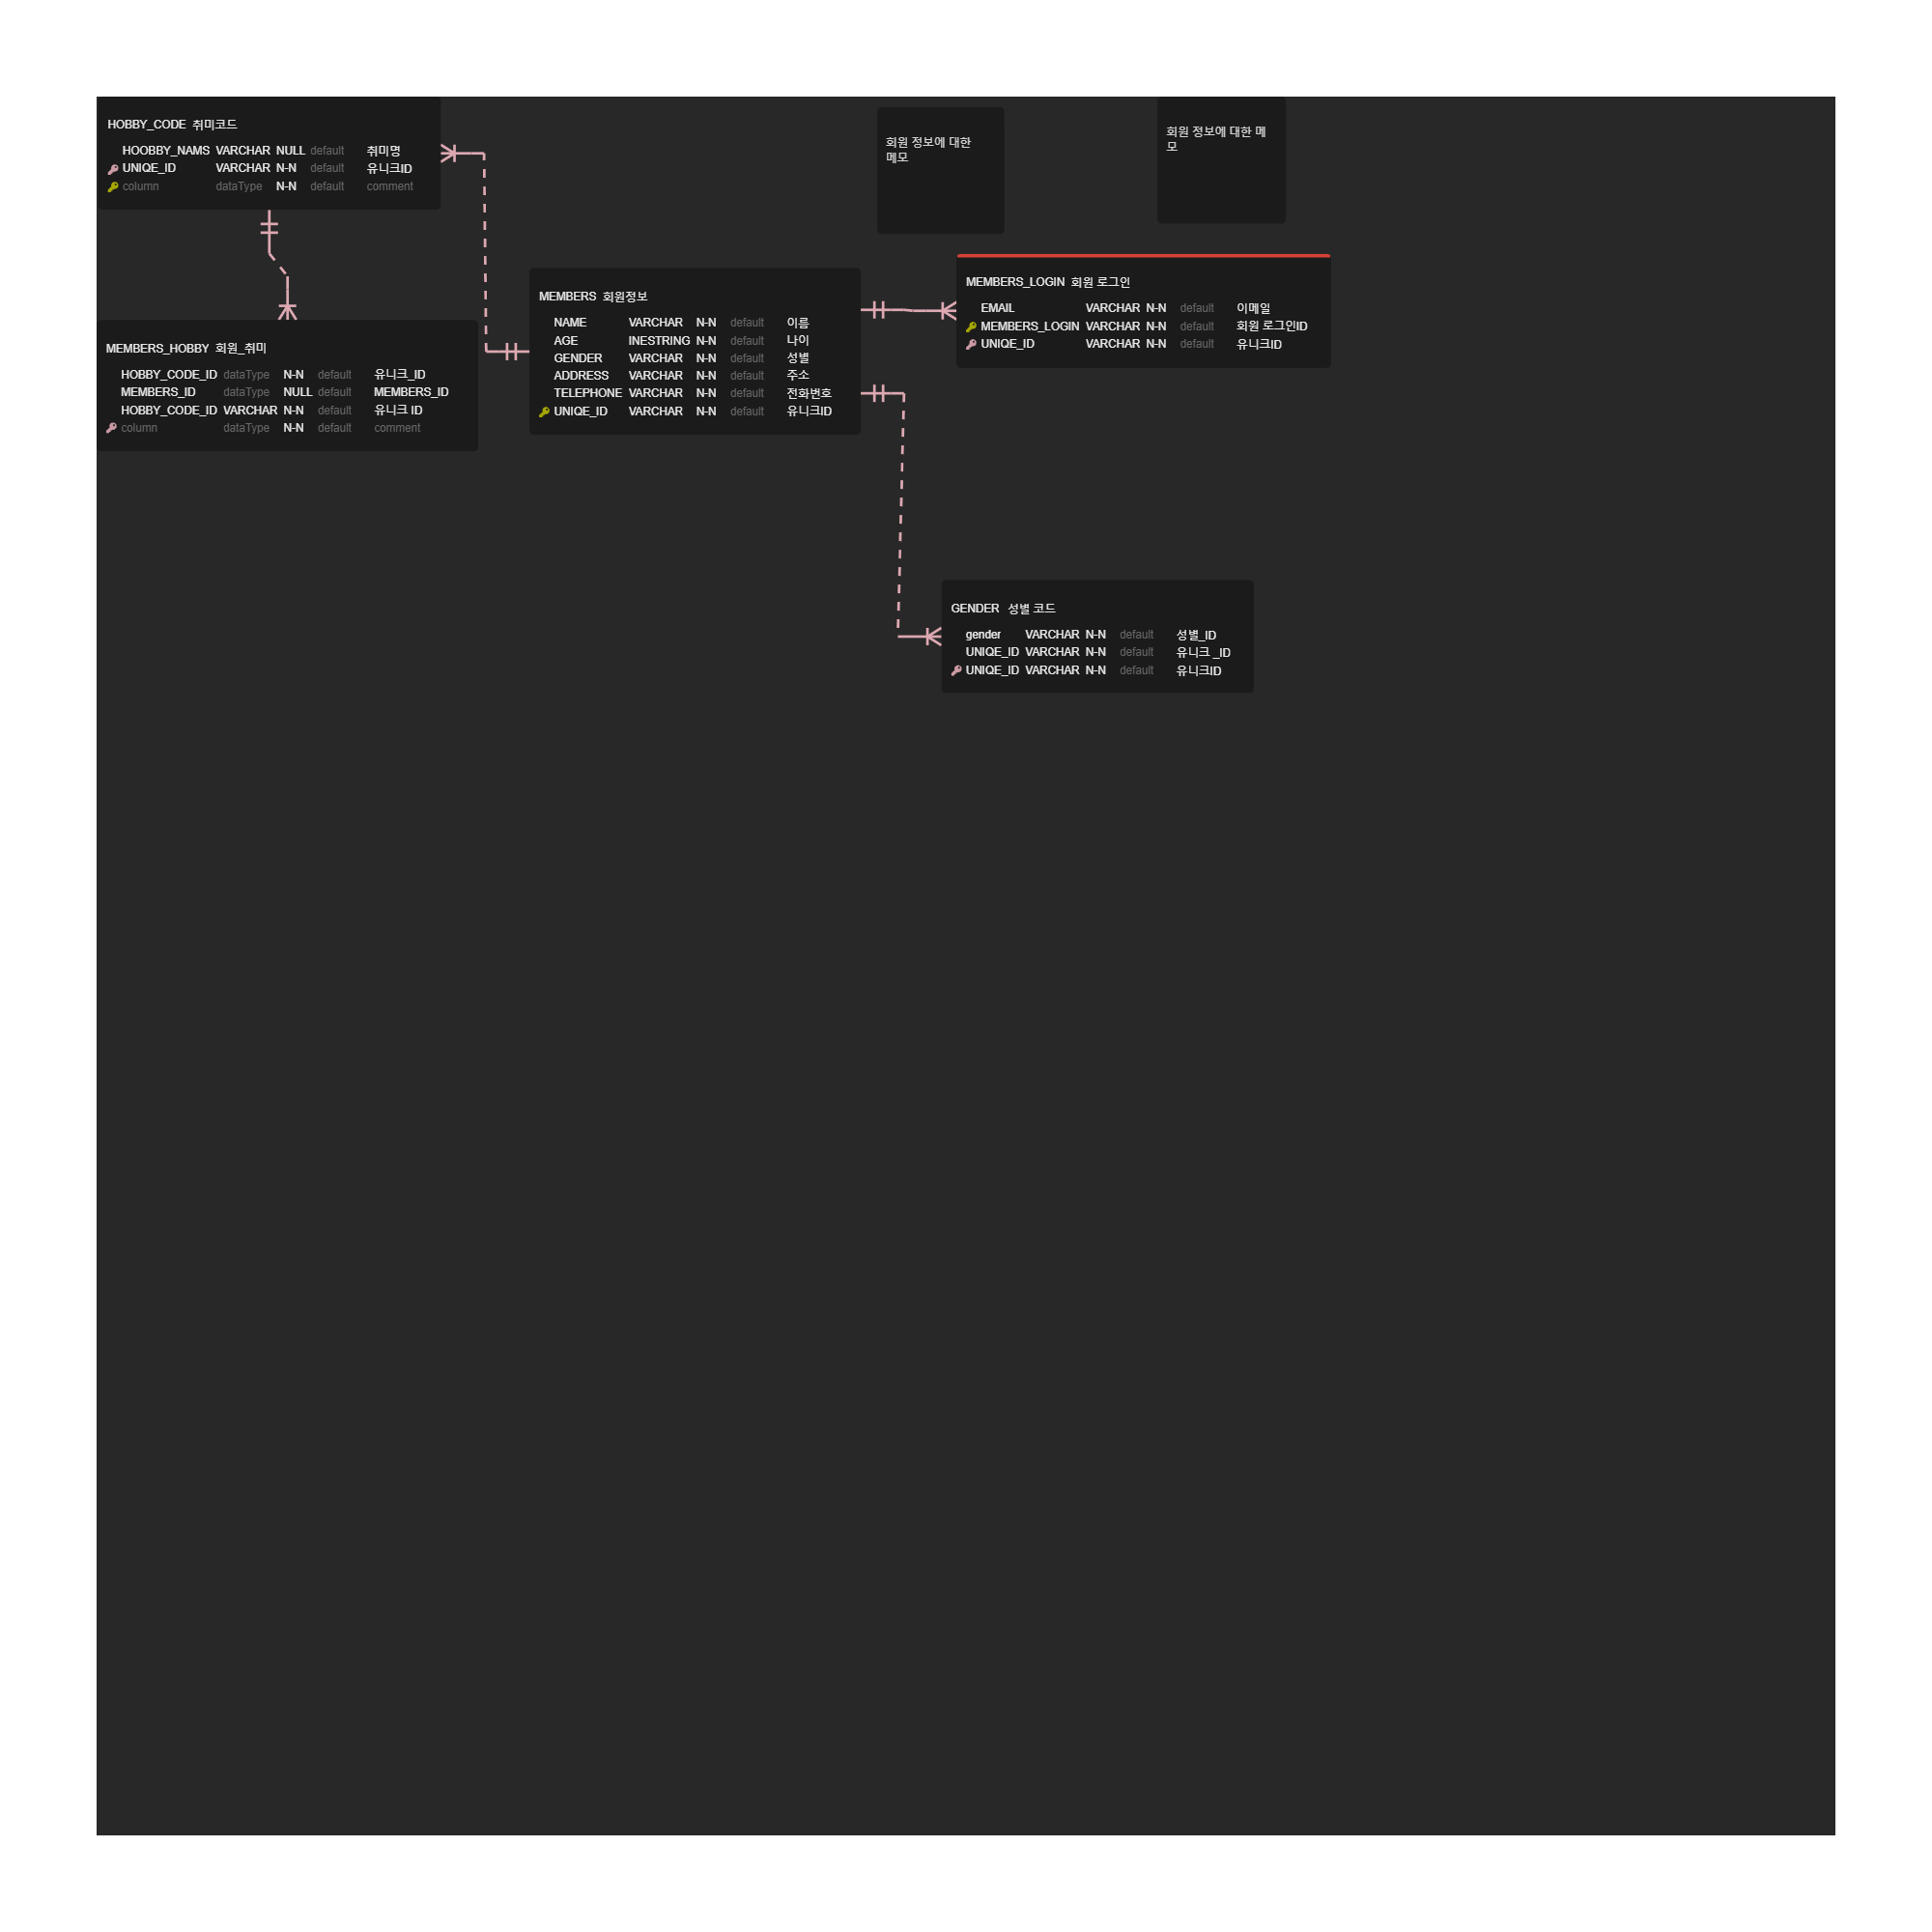 HOBBY_CODE 취미코드
HOOBBY_NAMS VARCHAR NULL default 취미명
UNIQE_ID VARCHAR N-N default 유니크ID
column dataType N-N default comment
회원 정보에 대한
메모
회원 정보에 대한 메
모
MEMBERS_HOBBY 회원_취미
HOBBY_CODE_ID dataType N-N default 유니크_ID
MEMBERS_ID dataType NULL default MEMBERS_ID
HOBBY_CODE_ID VARCHAR N-N default 유니크 ID
column dataType N-N default comment
MEMBERS 회원정보
NAME VARCHAR N-N default 이름
AGE INESTRING N-N default 나이
GENDER VARCHAR N-N default 성별
ADDRESS VARCHAR N-N default 주소
TELEPHONE VARCHAR N-N default 전화번호
UNIQE_ID VARCHAR N-N default 유니크ID
MEMBERS_LOGIN 회원 로그인
EMAIL VARCHAR N-N default 이메일
MEMBERS_LOGIN VARCHAR N-N default 회원 로그인ID
UNIQE_ID VARCHAR N-N default 유니크ID
GENDER 성별 코드
gender VARCHAR N-N default 성별_ID
UNIQE_ID VARCHAR N-N default 유니크 _ID
UNIQE_ID VARCHAR N-N default 유니크ID